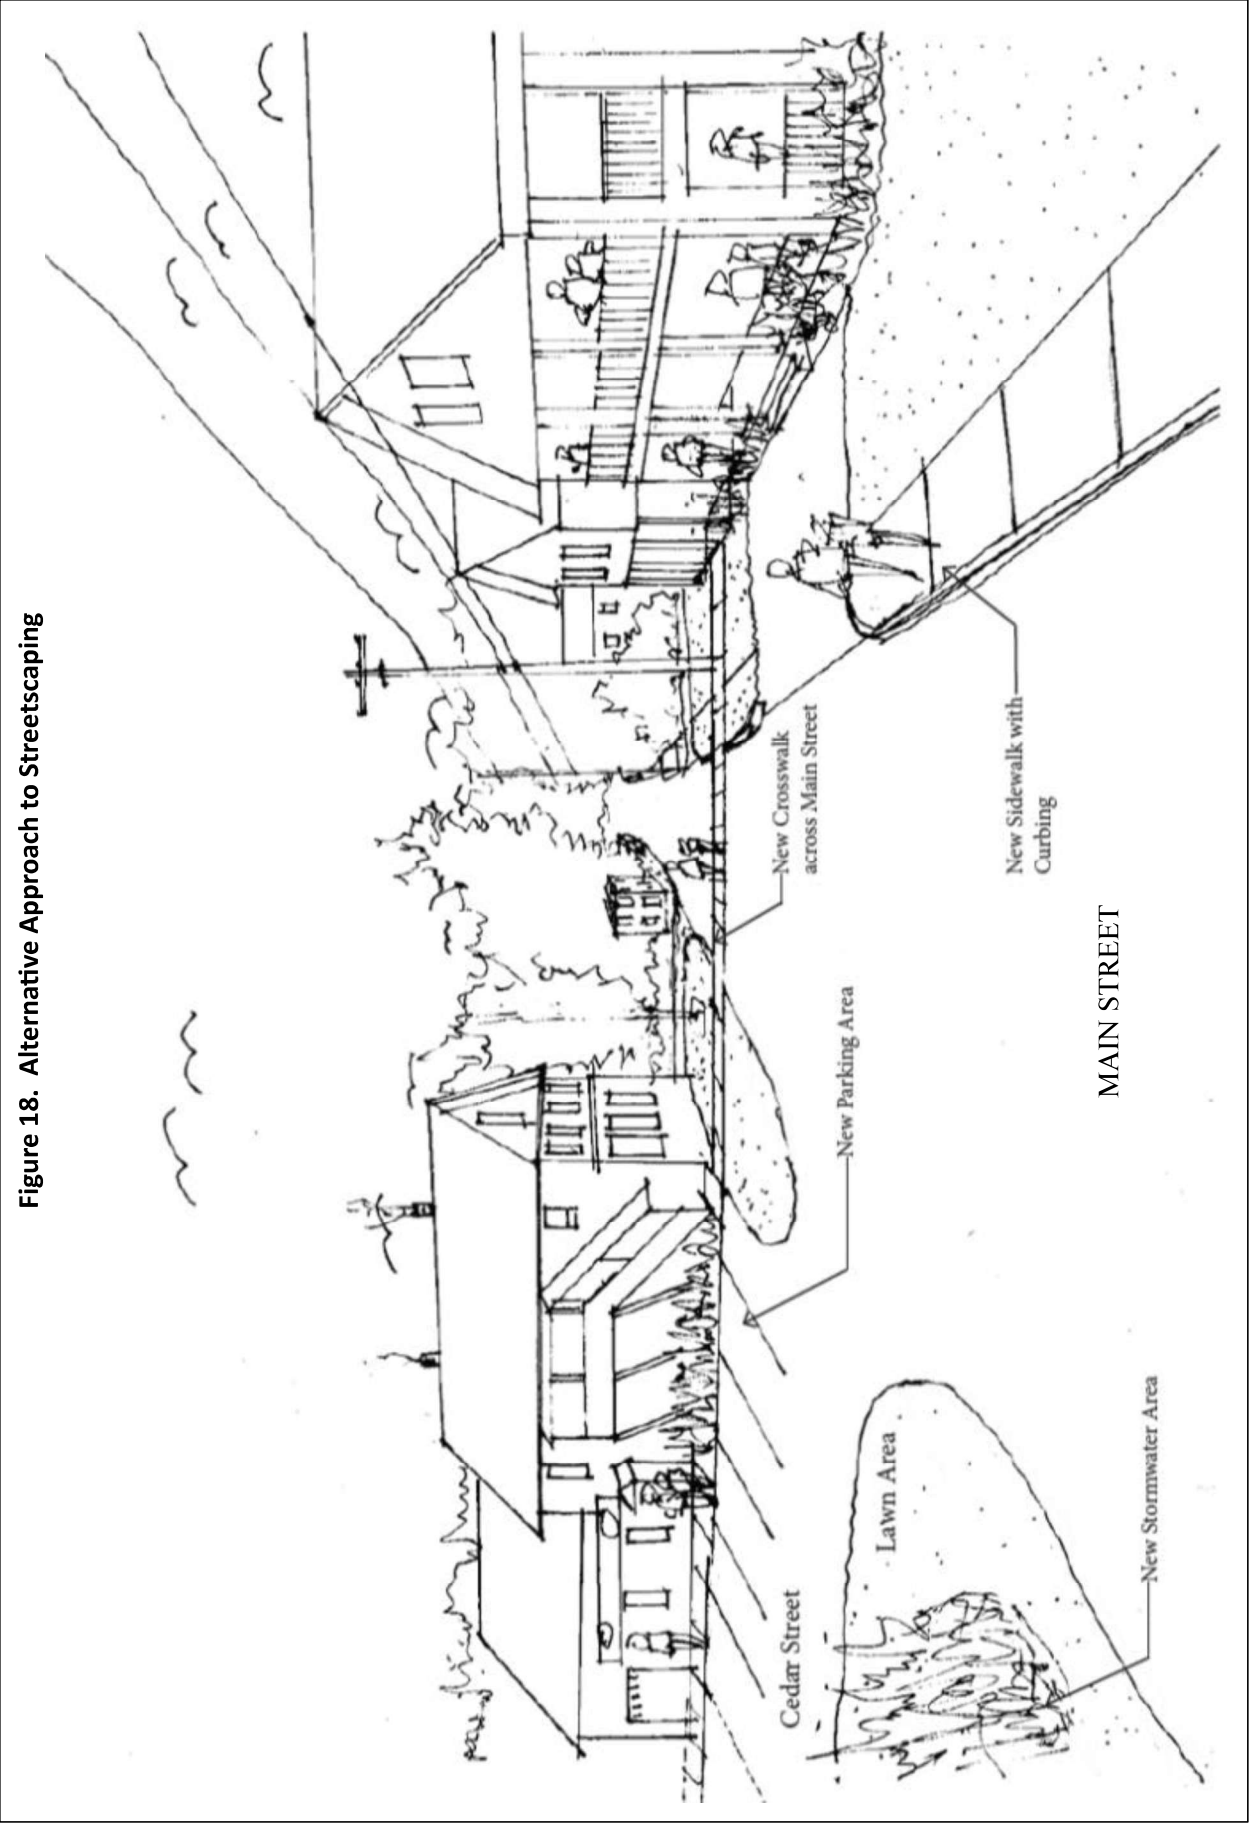 Figure 18.  Alternative Approach to Streetscaping
New Crosswalk
across Main Street
New Parking Area
New Sidewalk with
Curbing
MAIN STREET
Cedar Street
Lawn Area
New Stormwater Area